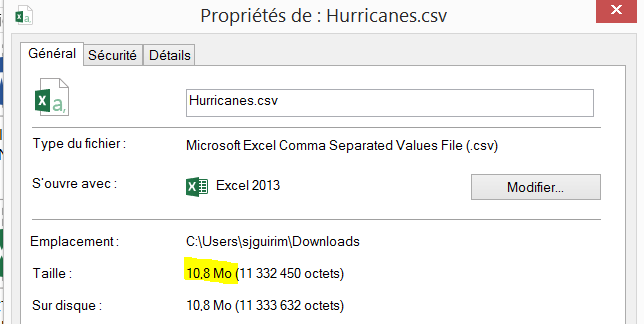 Propriétés de : Hurricanes.csv
Général Sécurité Détails
Hurricanes.csv
Type du fichier : Microsoft Excel Comma Separated Values File (.csv)
S'ouvre avec : Excel 2013 Modifier...
Emplacement : C:\Users\sjguirim\Downloads
Taille : 10,8 Mo (11 332 450 octets)
Sur disque : 10,8 Mo (11 333 632 octets)